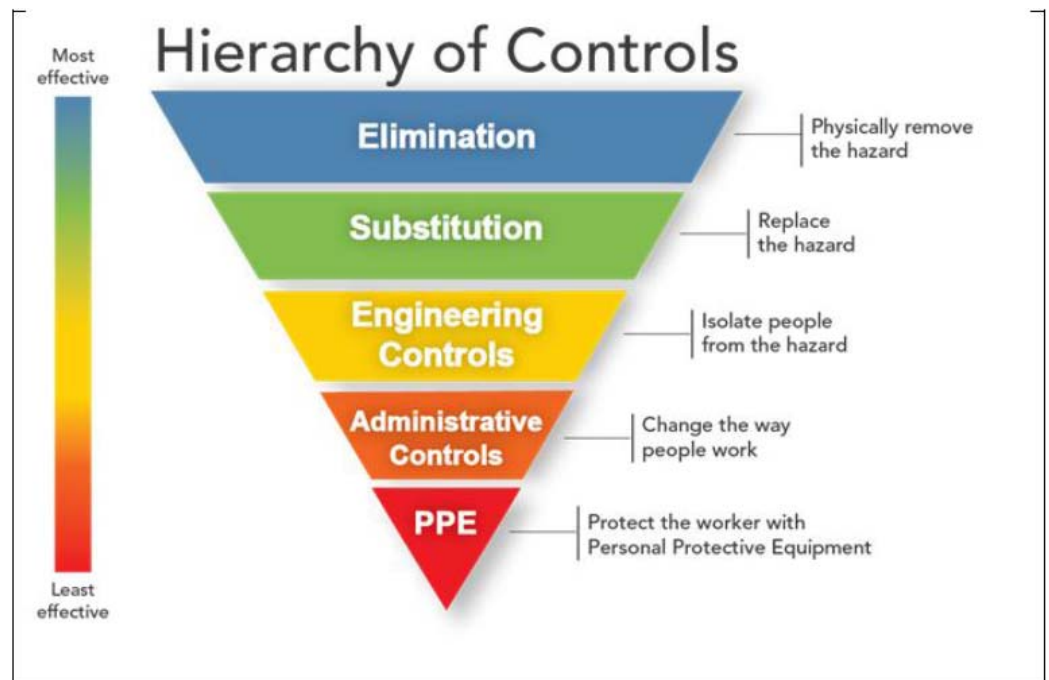 Hierarchy of Controls
Most
effective
Elimination
Physically remove
the hazard
Substitution
Replace
the hazard
Engineering
Controls
Isolate people
from the hazard
Administrative
Controls
Change the way
people work
PPE
Protect the worker with
Personal Protective Equipment
Least
effective